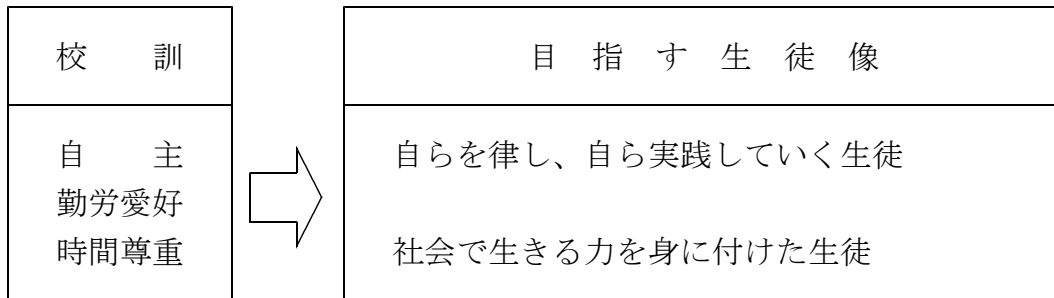 校　　訓
自　　主
勤労愛好
時間尊重
目　指　す　生　徒　像
自らを律し、自ら実践していく生徒
社会で生きる力を身に付けた生徒